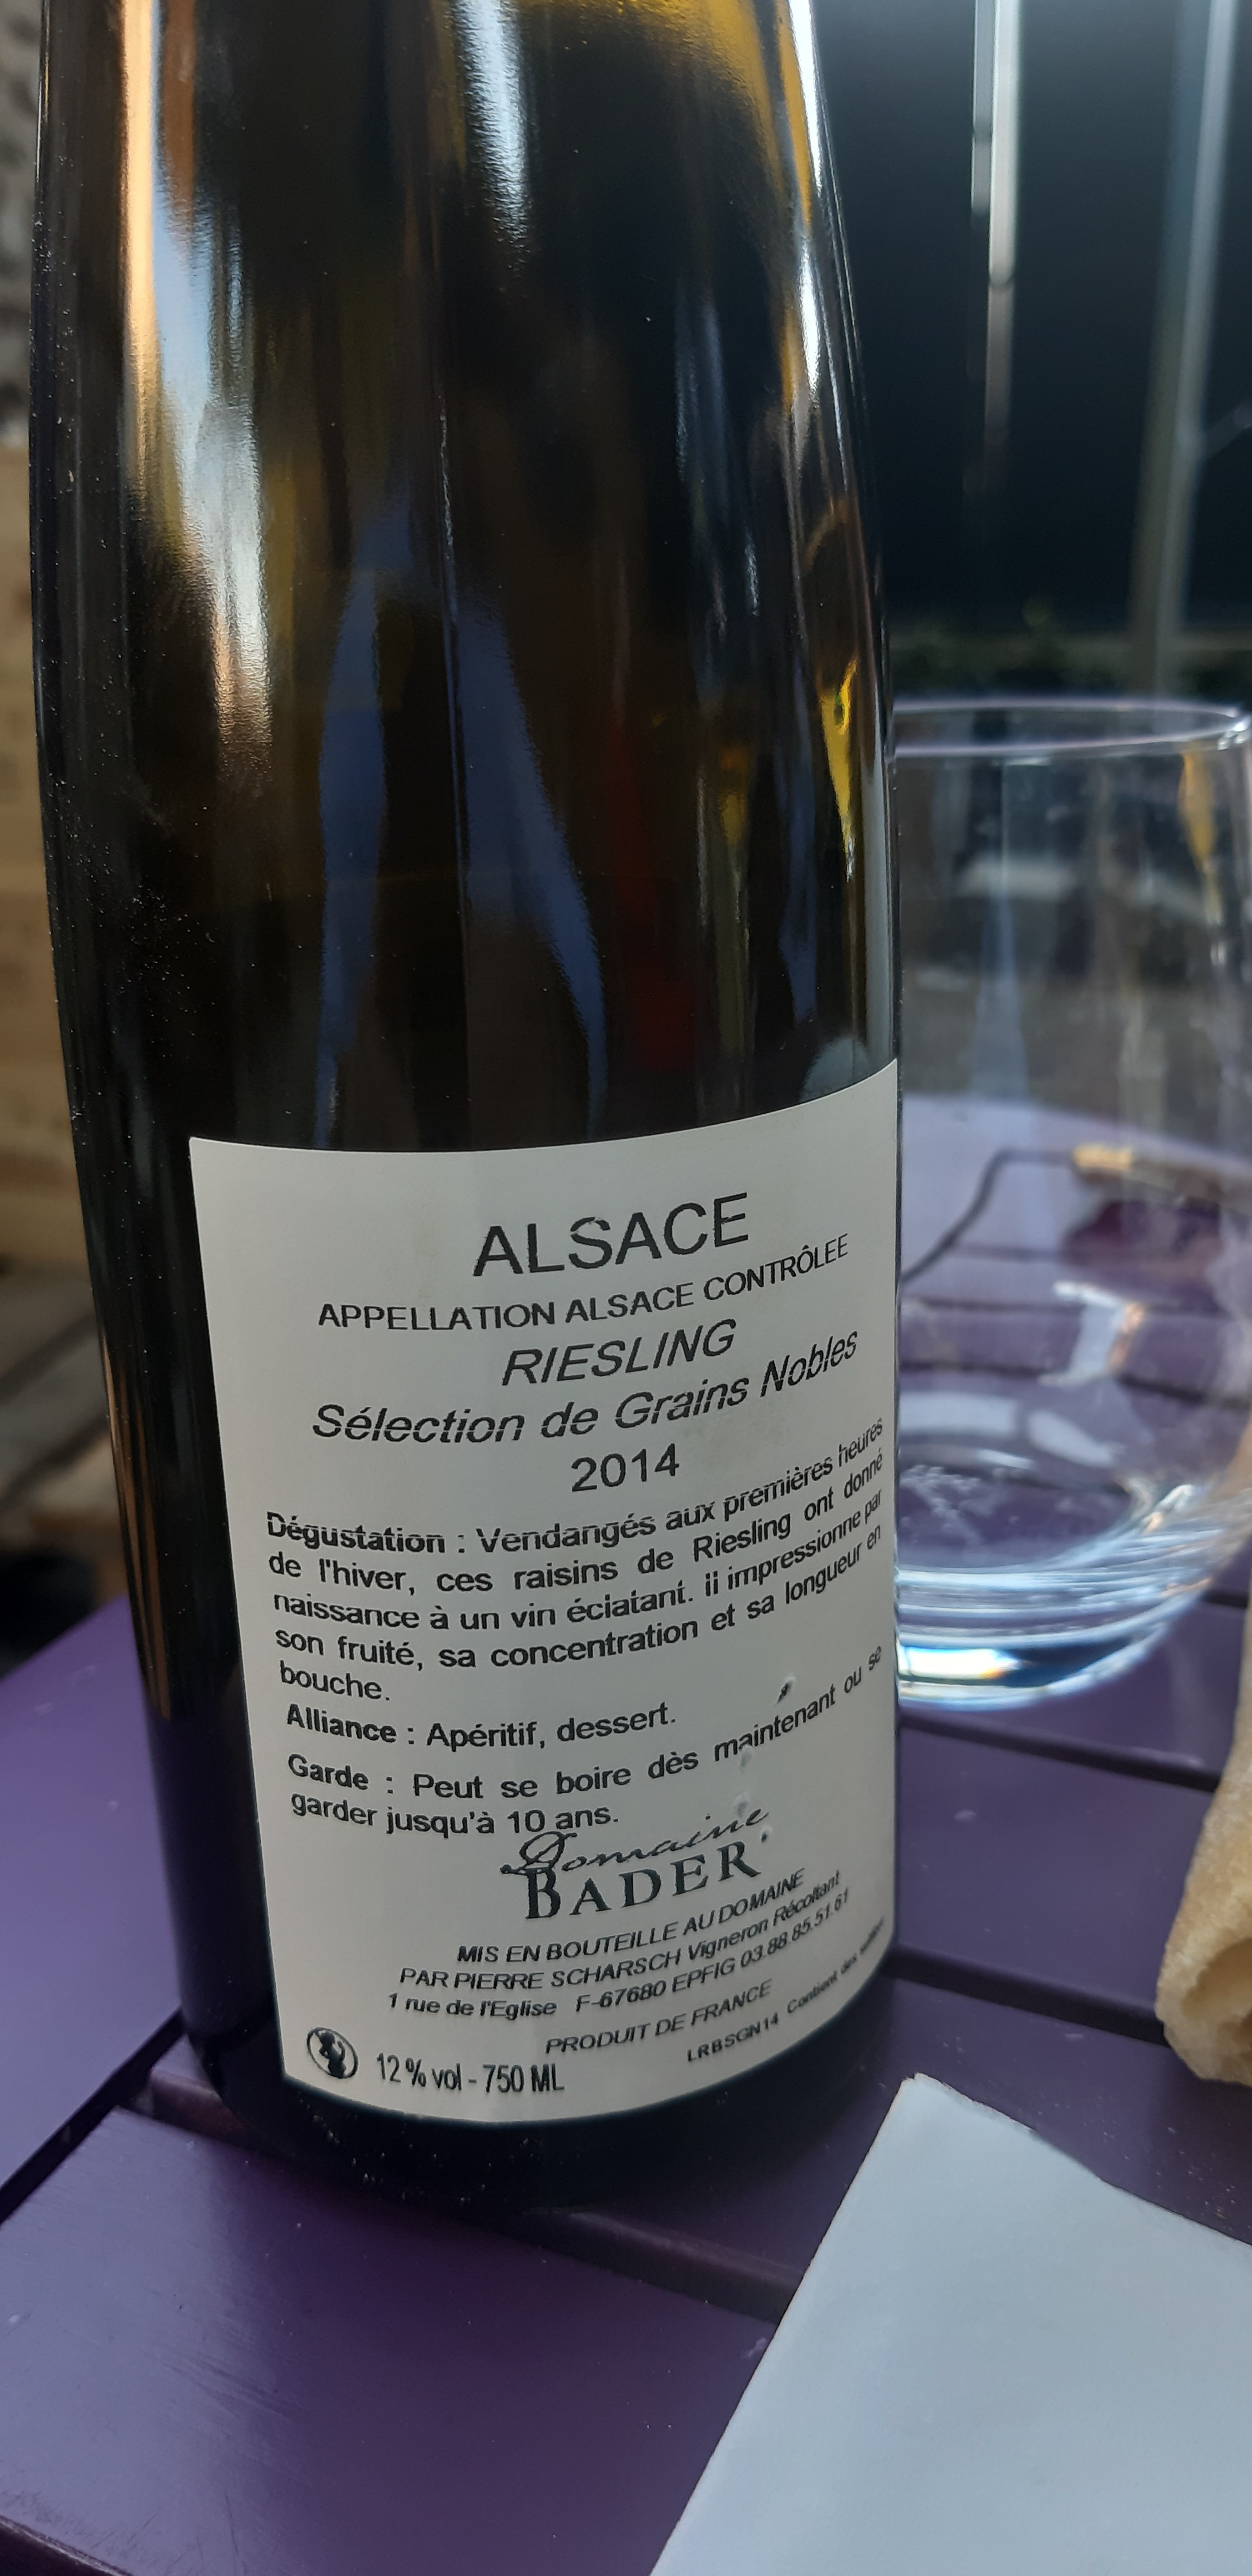 ALSACE
APPELLATION ALSACE CONTRÔLEE
RIESLING
Sélection de Grains Nobles
2014
Dégustation : Vendangés aux premières heures
de l'hiver, ces raisins de Riesling ont donné
naissance à un vin éclatant. Il impressionne par
son fruité, sa concentration et sa longueur en
bouche.
Alliance : Apéritif, dessert.
Garde : Peut se boire dès maintenant ou se
garder jusqu'à 10 ans.
Domaine
BADER
MIS EN BOUTEILLE AU DOMAINE
PAR PIERRE SCHARSCH Vigneron Récoltant
1 rue de l'Eglise F-67680 EPFIG 03.88.85.51.61
PRODUIT DE FRANCE
12 % vol - 750 ML
LRBSGN14 Contient des